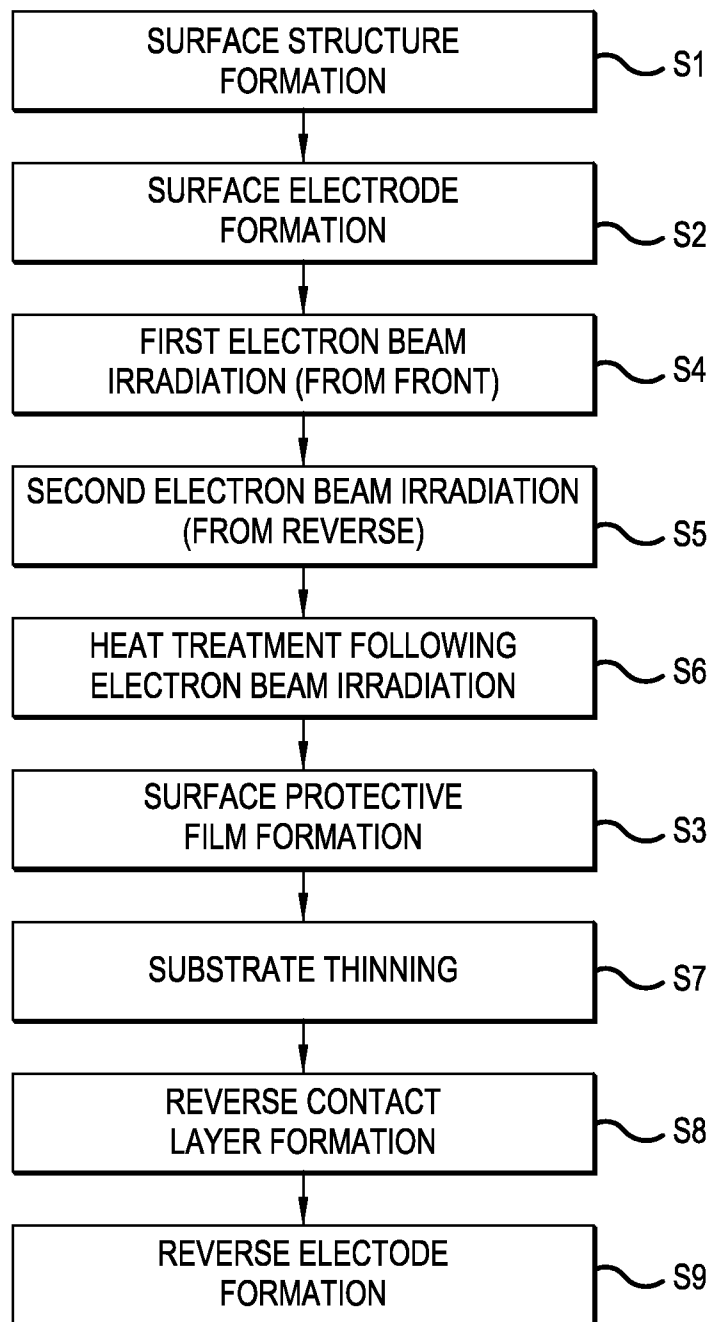 SURFACE STRUCTURE
FORMATION
S1
SURFACE ELECTRODE
FORMATION
S2
FIRST ELECTRON BEAM
IRRADIATION (FROM FRONT)
S4
SECOND ELECTRON BEAM IRRADIATION
(FROM REVERSE)
S5
HEAT TREATMENT FOLLOWING
ELECTRON BEAM IRRADIATION
S6
SURFACE PROTECTIVE
FILM FORMATION
S3
SUBSTRATE THINNING
S7
REVERSE CONTACT
LAYER FORMATION
S8
REVERSE ELECTODE
FORMATION
S9